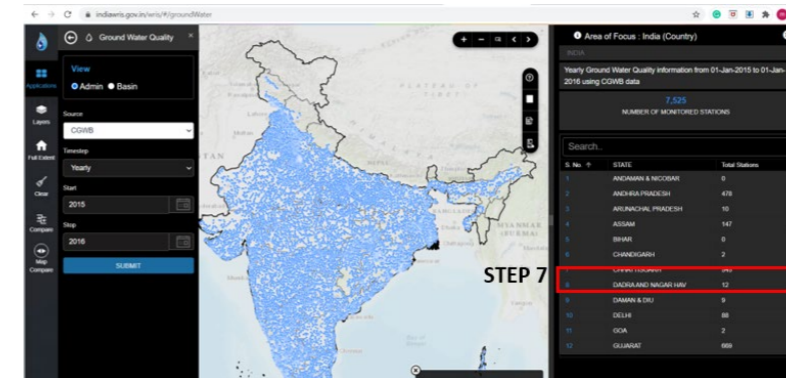 indiawris.gov.in/wris/#/groundWater
Ground Water Quality
View
Admin Basin
Applications
Layers
Full Extent
Clear
Compare
Map
Compare
Source
CGWB
Timestep
Yearly
Start
2015
Stop
2016
SUBMIT
STEP 7
Area of Focus : India (Country)
INDIA
Yearly Ground Water Quality information from 01-Jan-2015 to 01-Jan-
2016 using CGWB data
7,525
NUMBER OF MONITORED STATIONS
Search..
S. No. STATE Total Stations
1 ANDAMAN & NICOBAR 0
2 ANDHRA PRADESH 478
3 ARUNACHAL PRADESH 10
4 ASSAM 147
5 BIHAR 0
6 CHANDIGARH 2
7 CHHATTISGARH
8 DADRA AND NAGAR HAV 12
9 DAMAN & DIU 9
10 DELHI 88
11 GOA 2
12 GUJARAT 669